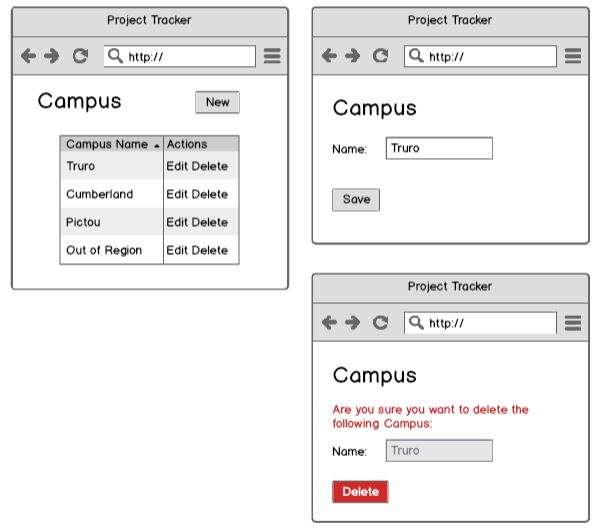 Project Tracker
http://
Campus
New
Campus Name Actions
Truro Edit Delete
Cumberland Edit Delete
Pictou Edit Delete
Out of Region Edit Delete
Project Tracker
http://
Campus
Name: Truro
Save
Project Tracker
http://
Campus
Are you sure you want to delete the
following Campus:
Name: Truro
Delete